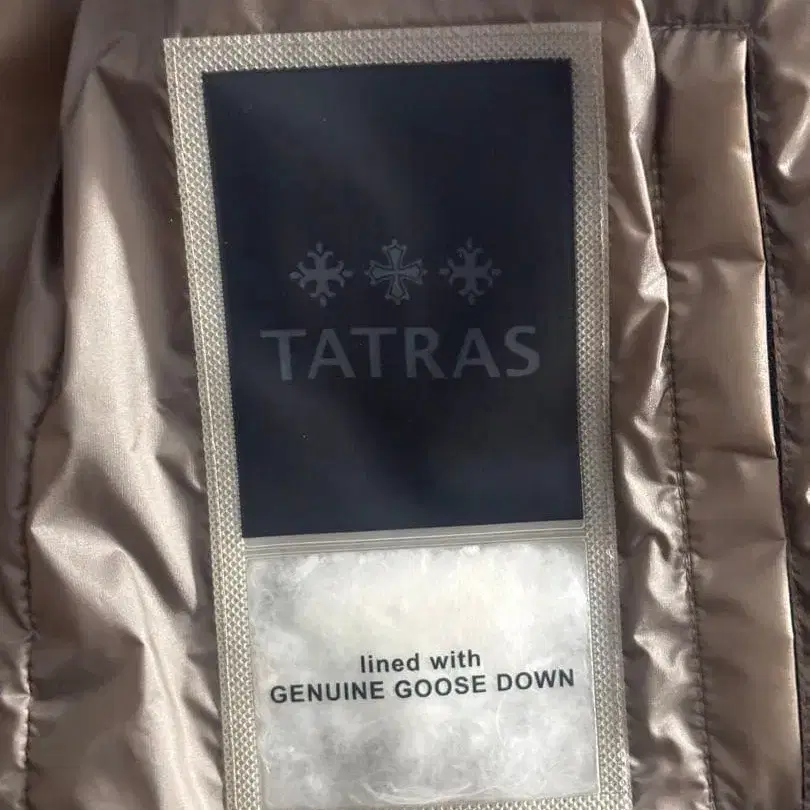 TATRAS
lined with
GENUINE GOOSE DOWN